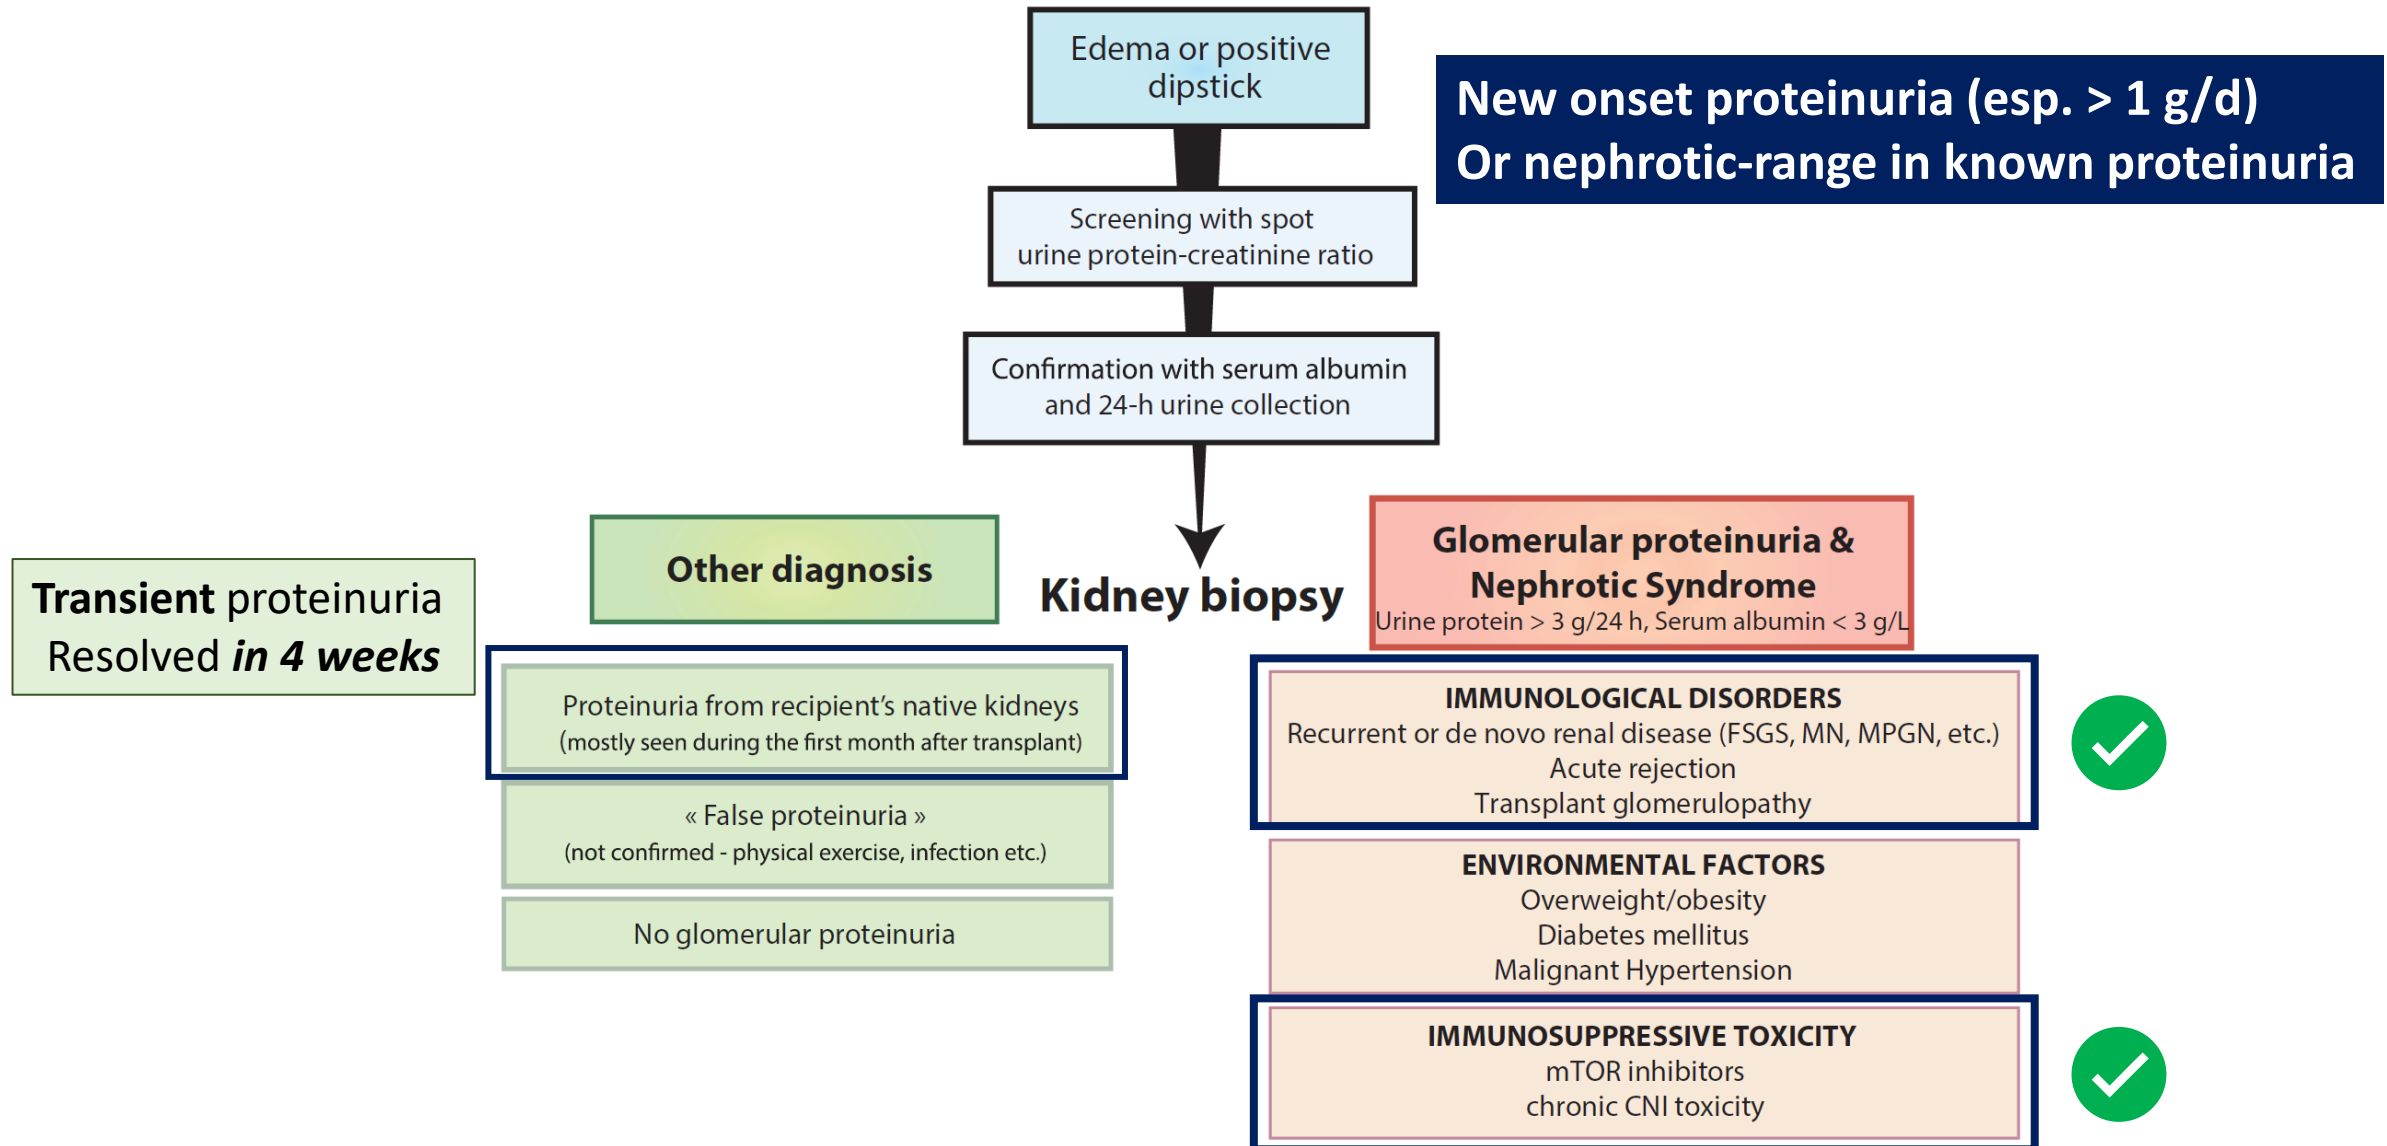 Edema or positive
dipstick
New onset proteinuria (esp. > 1 g/d)
Or nephrotic-range in known proteinuria
Screening with spot
urine protein-creatinine ratio
Confirmation with serum albumin
and 24-h urine collection
Kidney biopsy
Transient proteinuria
Resolved in 4 weeks
Other diagnosis
Proteinuria from recipient's native kidneys
(mostly seen during the first month after transplant)
« False proteinuria »
(not confirmed - physical exercise, infection etc.)
No glomerular proteinuria
Glomerular proteinuria &
Nephrotic Syndrome
Urine protein > 3 g/24 h, Serum albumin < 3 g/L
IMMUNOLOGICAL DISORDERS
Recurrent or de novo renal disease (FSGS, MN, MPGN, etc.)
Acute rejection
Transplant glomerulopathy
ENVIRONMENTAL FACTORS
Overweight/obesity
Diabetes mellitus
Malignant Hypertension
IMMUNOSUPPRESSIVE TOXICITY
mTOR inhibitors
chronic CNI toxicity